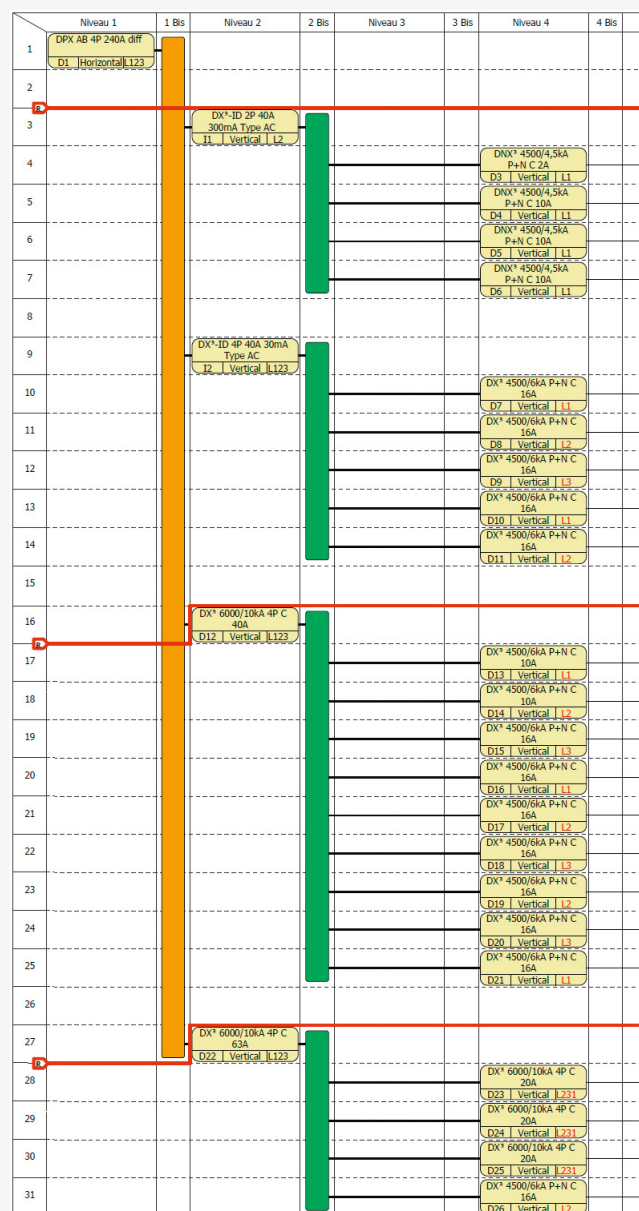 Niveau 1 1 Bis Niveau 2 2 Bis Niveau 3 3 Bis Niveau 4 4 Bis
1
DPX AB 4P 240A diff
D1 Horizontal L123
2
R
3
DX³-ID 2P 40A
300mA Type AC
I1 Vertical L2
4
DNX³ 4500/4,5kA
P+N C 2A
D3 Vertical L1
5
DNX³ 4500/4,5kA
P+N C 10A
D4 Vertical L1
6
DNX³ 4500/4,5kA
P+N C 10A
D5 Vertical L1
7
DNX³ 4500/4,5kA
P+N C 10A
D6 Vertical L1
8
9
DX³-ID 4P 40A 30mA
Type AC
I2 Vertical L123
10
DX³ 4500/6kA P+N C
16A
D7 Vertical L1
11
DX³ 4500/6kA P+N C
16A
D8 Vertical L2
12
DX³ 4500/6kA P+N C
16A
D9 Vertical L3
13
DX³ 4500/6kA P+N C
16A
D10 Vertical L1
14
DX³ 4500/6kA P+N C
16A
D11 Vertical L2
15
16
DX³ 6000/10kA 4P C
40A
D12 Vertical L123
R
17
DX³ 4500/6kA P+N C
10A
D13 Vertical L1
18
DX³ 4500/6kA P+N C
10A
D14 Vertical L2
19
DX³ 4500/6kA P+N C
16A
D15 Vertical L3
20
DX³ 4500/6kA P+N C
16A
D16 Vertical L1
21
DX³ 4500/6kA P+N C
16A
D17 Vertical L2
22
DX³ 4500/6kA P+N C
16A
D18 Vertical L3
23
DX³ 4500/6kA P+N C
16A
D19 Vertical L2
24
DX³ 4500/6kA P+N C
16A
D20 Vertical L3
25
DX³ 4500/6kA P+N C
16A
D21 Vertical L1
26
27
DX³ 6000/10kA 4P C
63A
D22 Vertical L123
R
28
DX³ 6000/10kA 4P C
20A
D23 Vertical L231
29
DX³ 6000/10kA 4P C
20A
D24 Vertical L231
30
DX³ 6000/10kA 4P C
20A
D25 Vertical L231
31
DX³ 4500/6kA P+N C
16A
D26 Vertical L2